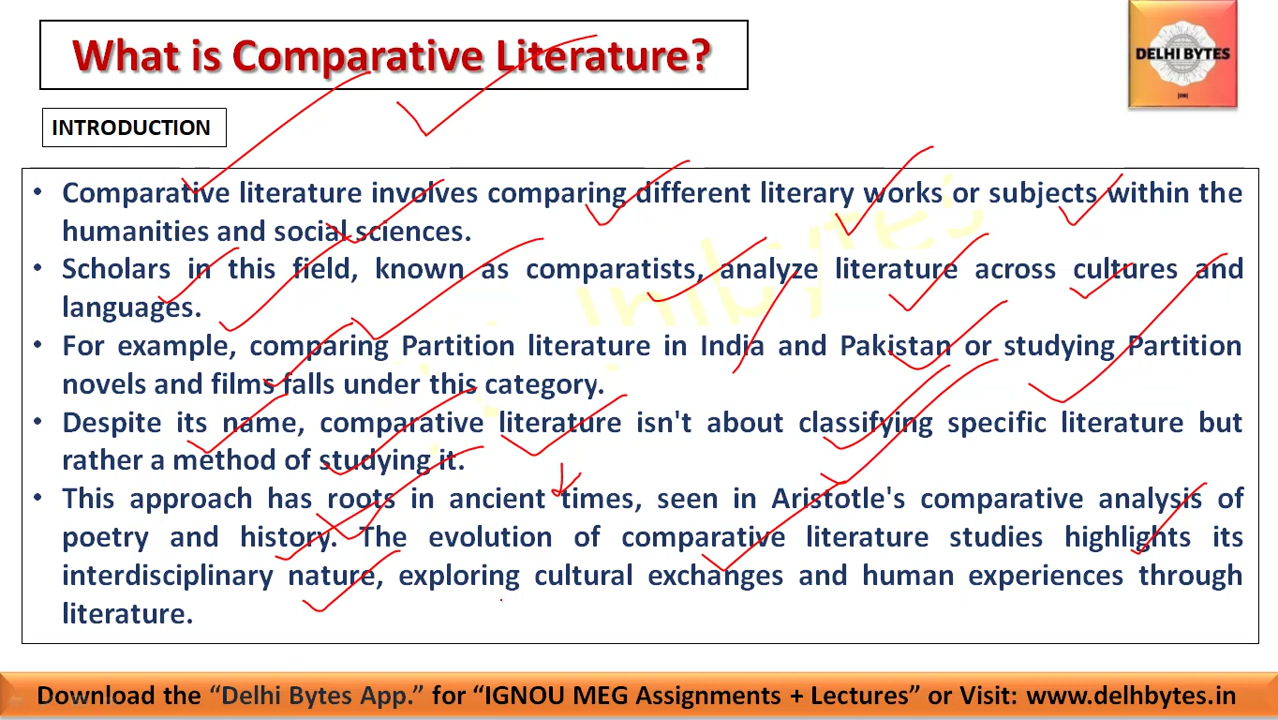 What is Comparative Literature?
DELHI BYTES
INTRODUCTION
• Comparative literature involves comparing different literary works or subjects within the
humanities and social sciences.
• Scholars in this field, known as comparatists, analyze literature across cultures and
languages.
• For example, comparing Partition literature in India and Pakistan or studying Partition
novels and films falls under this category.
• Despite its name, comparative literature isn't about classifying specific literature but
rather a method of studying it.
• This approach has roots in ancient times, seen in Aristotle's comparative analysis of
poetry and history. The evolution of comparative literature studies highlights its
interdisciplinary nature, exploring cultural exchanges and human experiences through
literature.
Download the “Delhi Bytes App.” for “IGNOU MEG Assignments + Lectures” or Visit: www.delhbytes.in